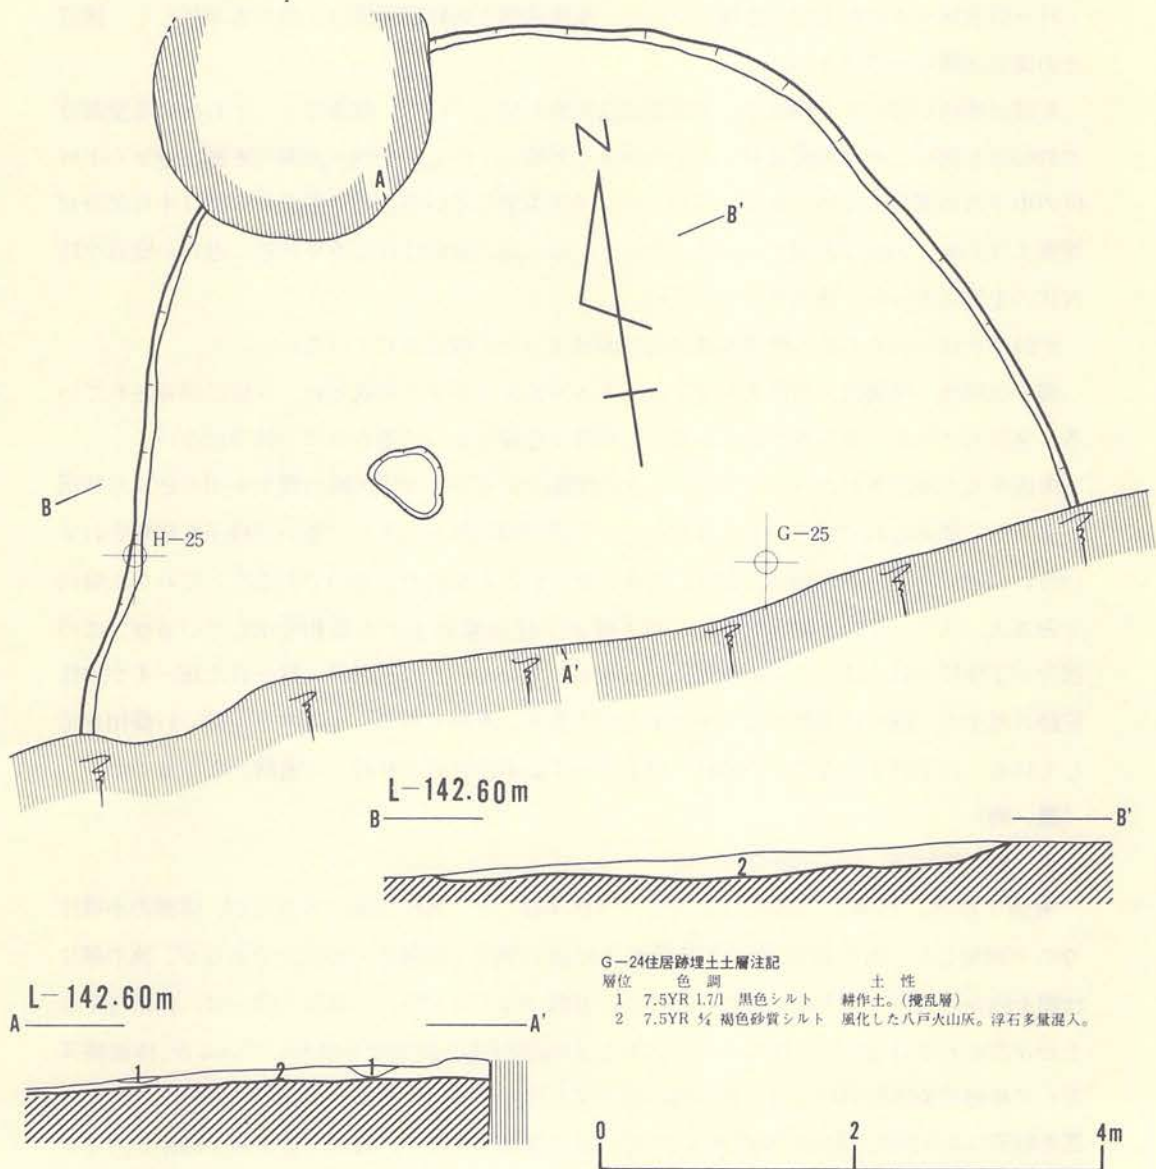 N
A
B'
B
H-25
G-25
A'
L-142.60m
B B'
2
G-24住居跡埋土土層注記
層位 色調 土性
1 7.5YR 1.7/1 黒色シルト 耕作土。(攪乱層)
2 7.5YR 褐色砂質シルト 風化した八戸火山灰。浮石多量混入。
L-142.60m
A A'
1 2 1
0 2 4m